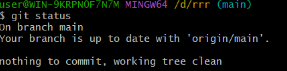 user@WIN-9KRPNOF7N7M MINGW64 /d/rrr (main)
$ git status
On branch main
Your branch is up to date with 'origin/main'.
nothing to commit, working tree clean